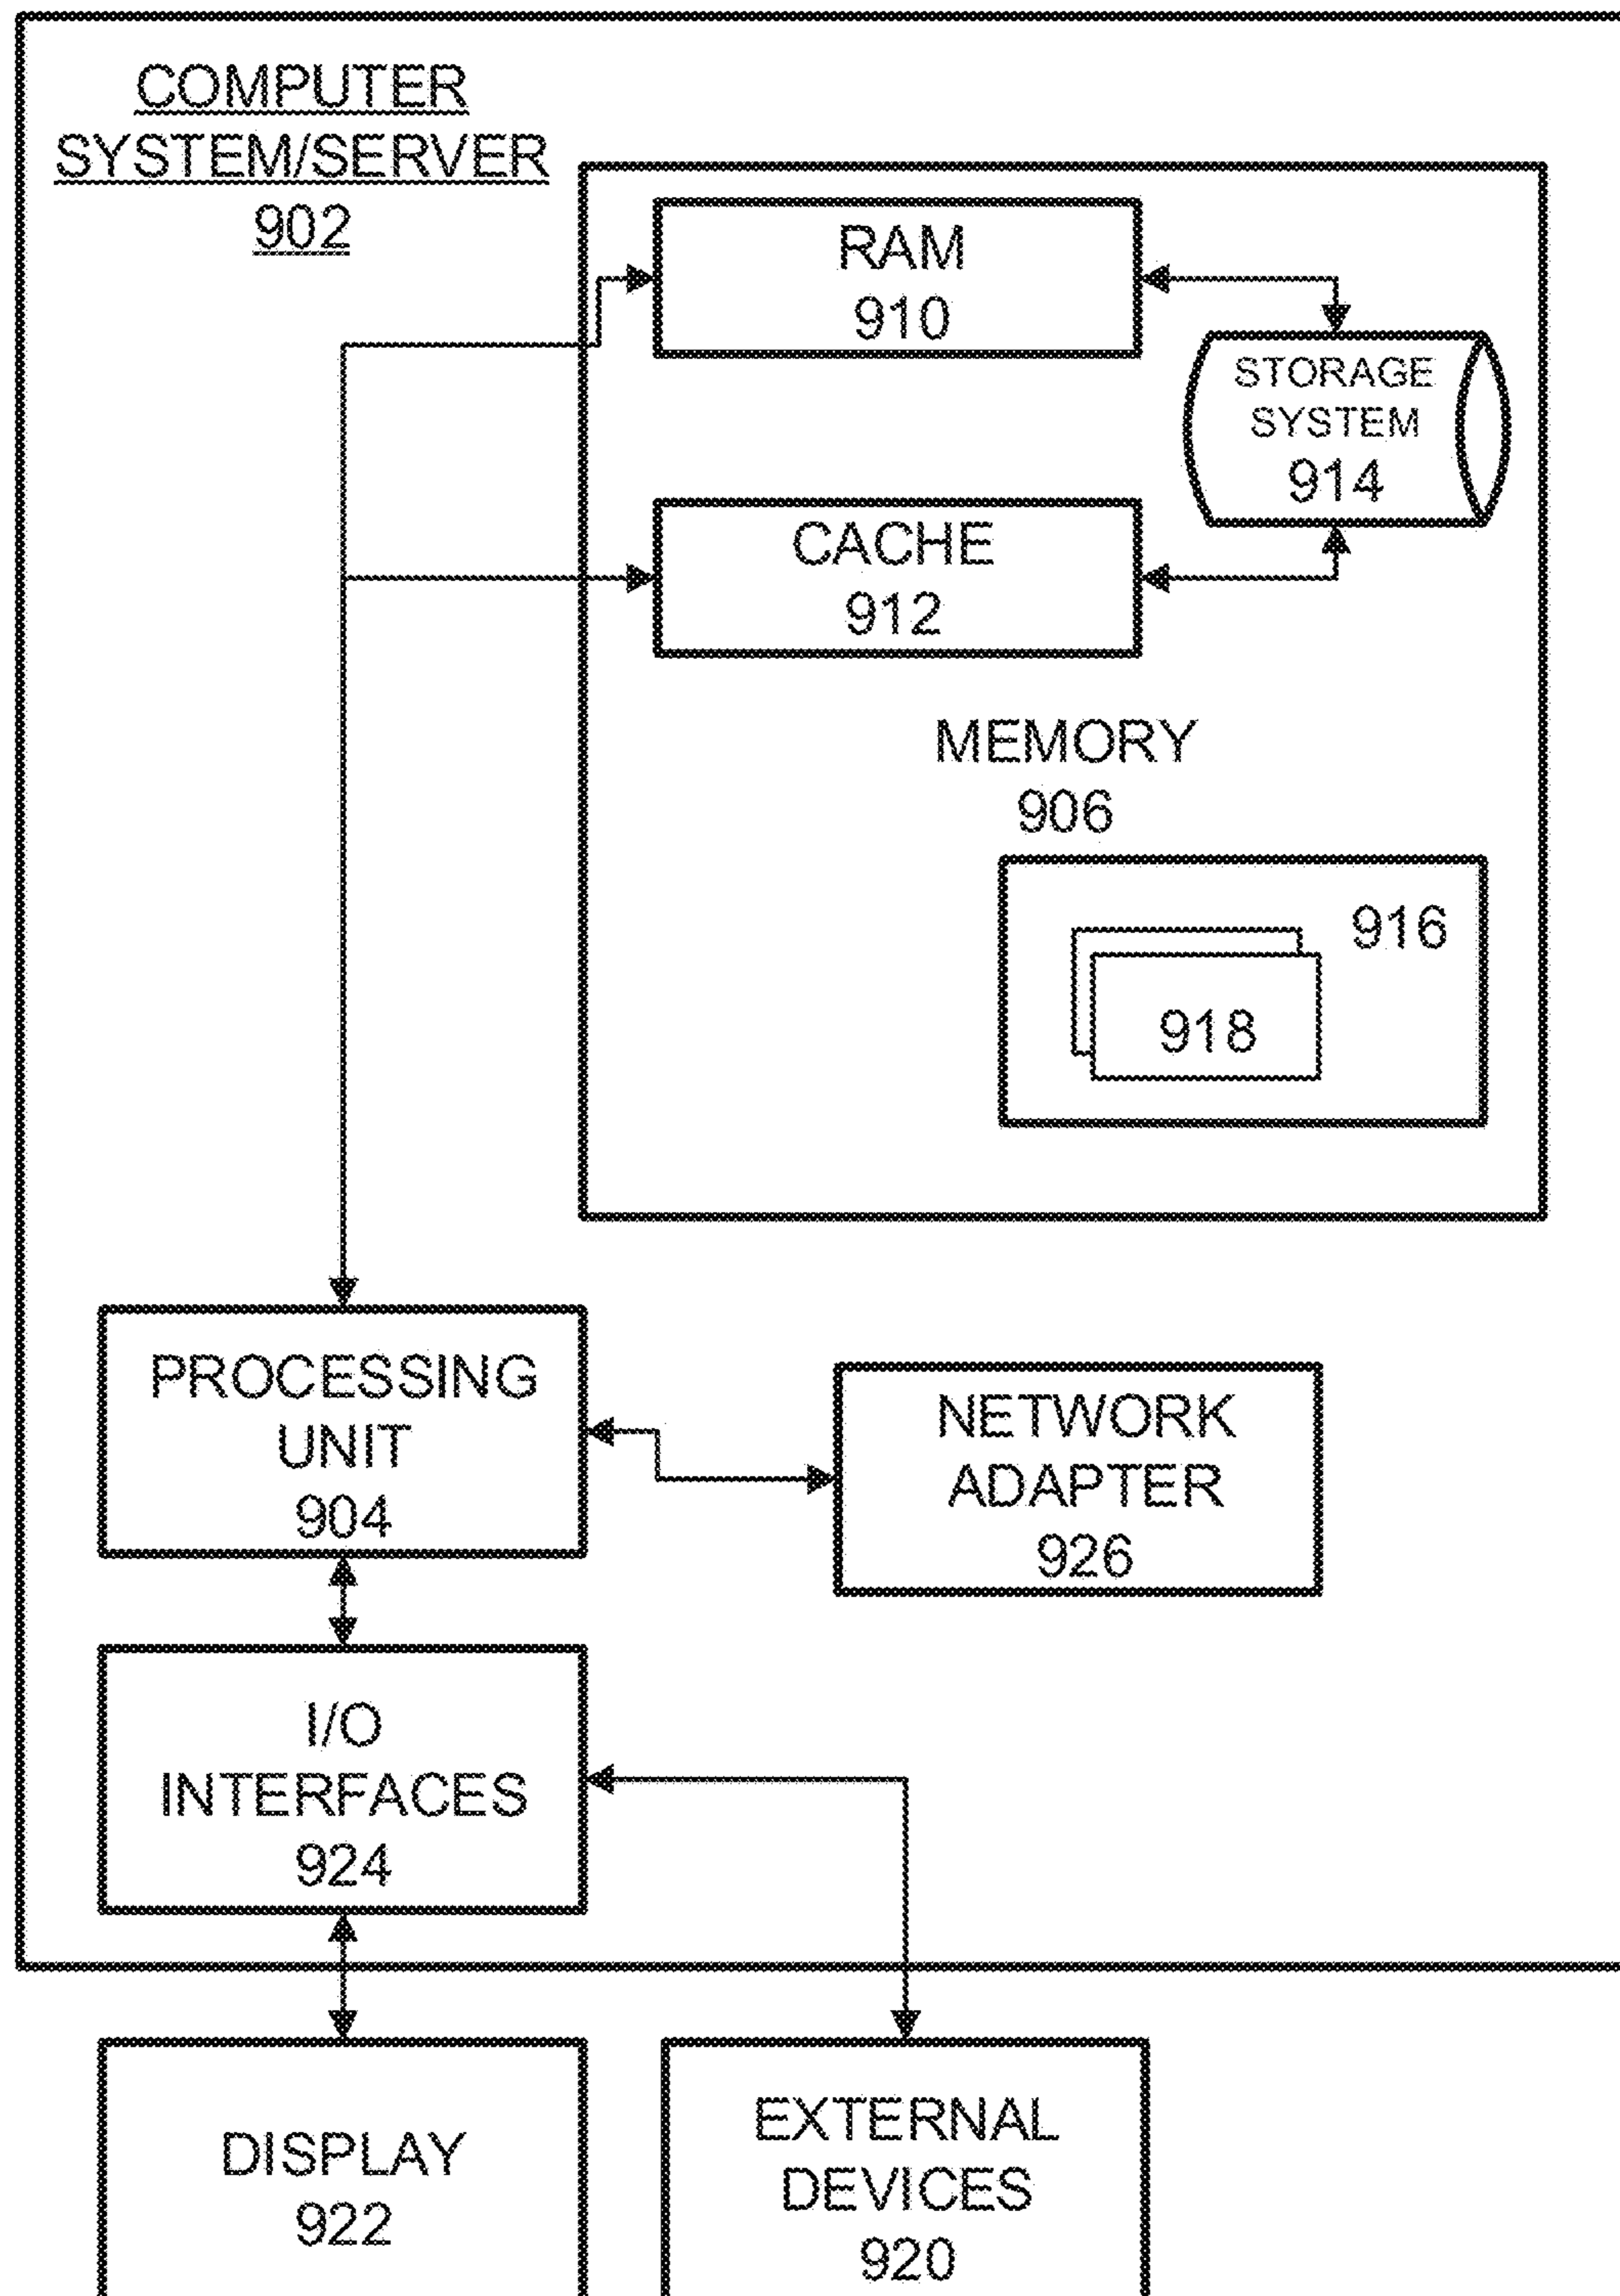 COMPUTER
SYSTEM/SERVER
902
RAM
910
STORAGE
SYSTEM
914
CACHE
912
MEMORY
906
916
918
PROCESSING
UNIT
904
NETWORK
ADAPTER
926
I/O
INTERFACES
924
DISPLAY
922
EXTERNAL
DEVICES
920